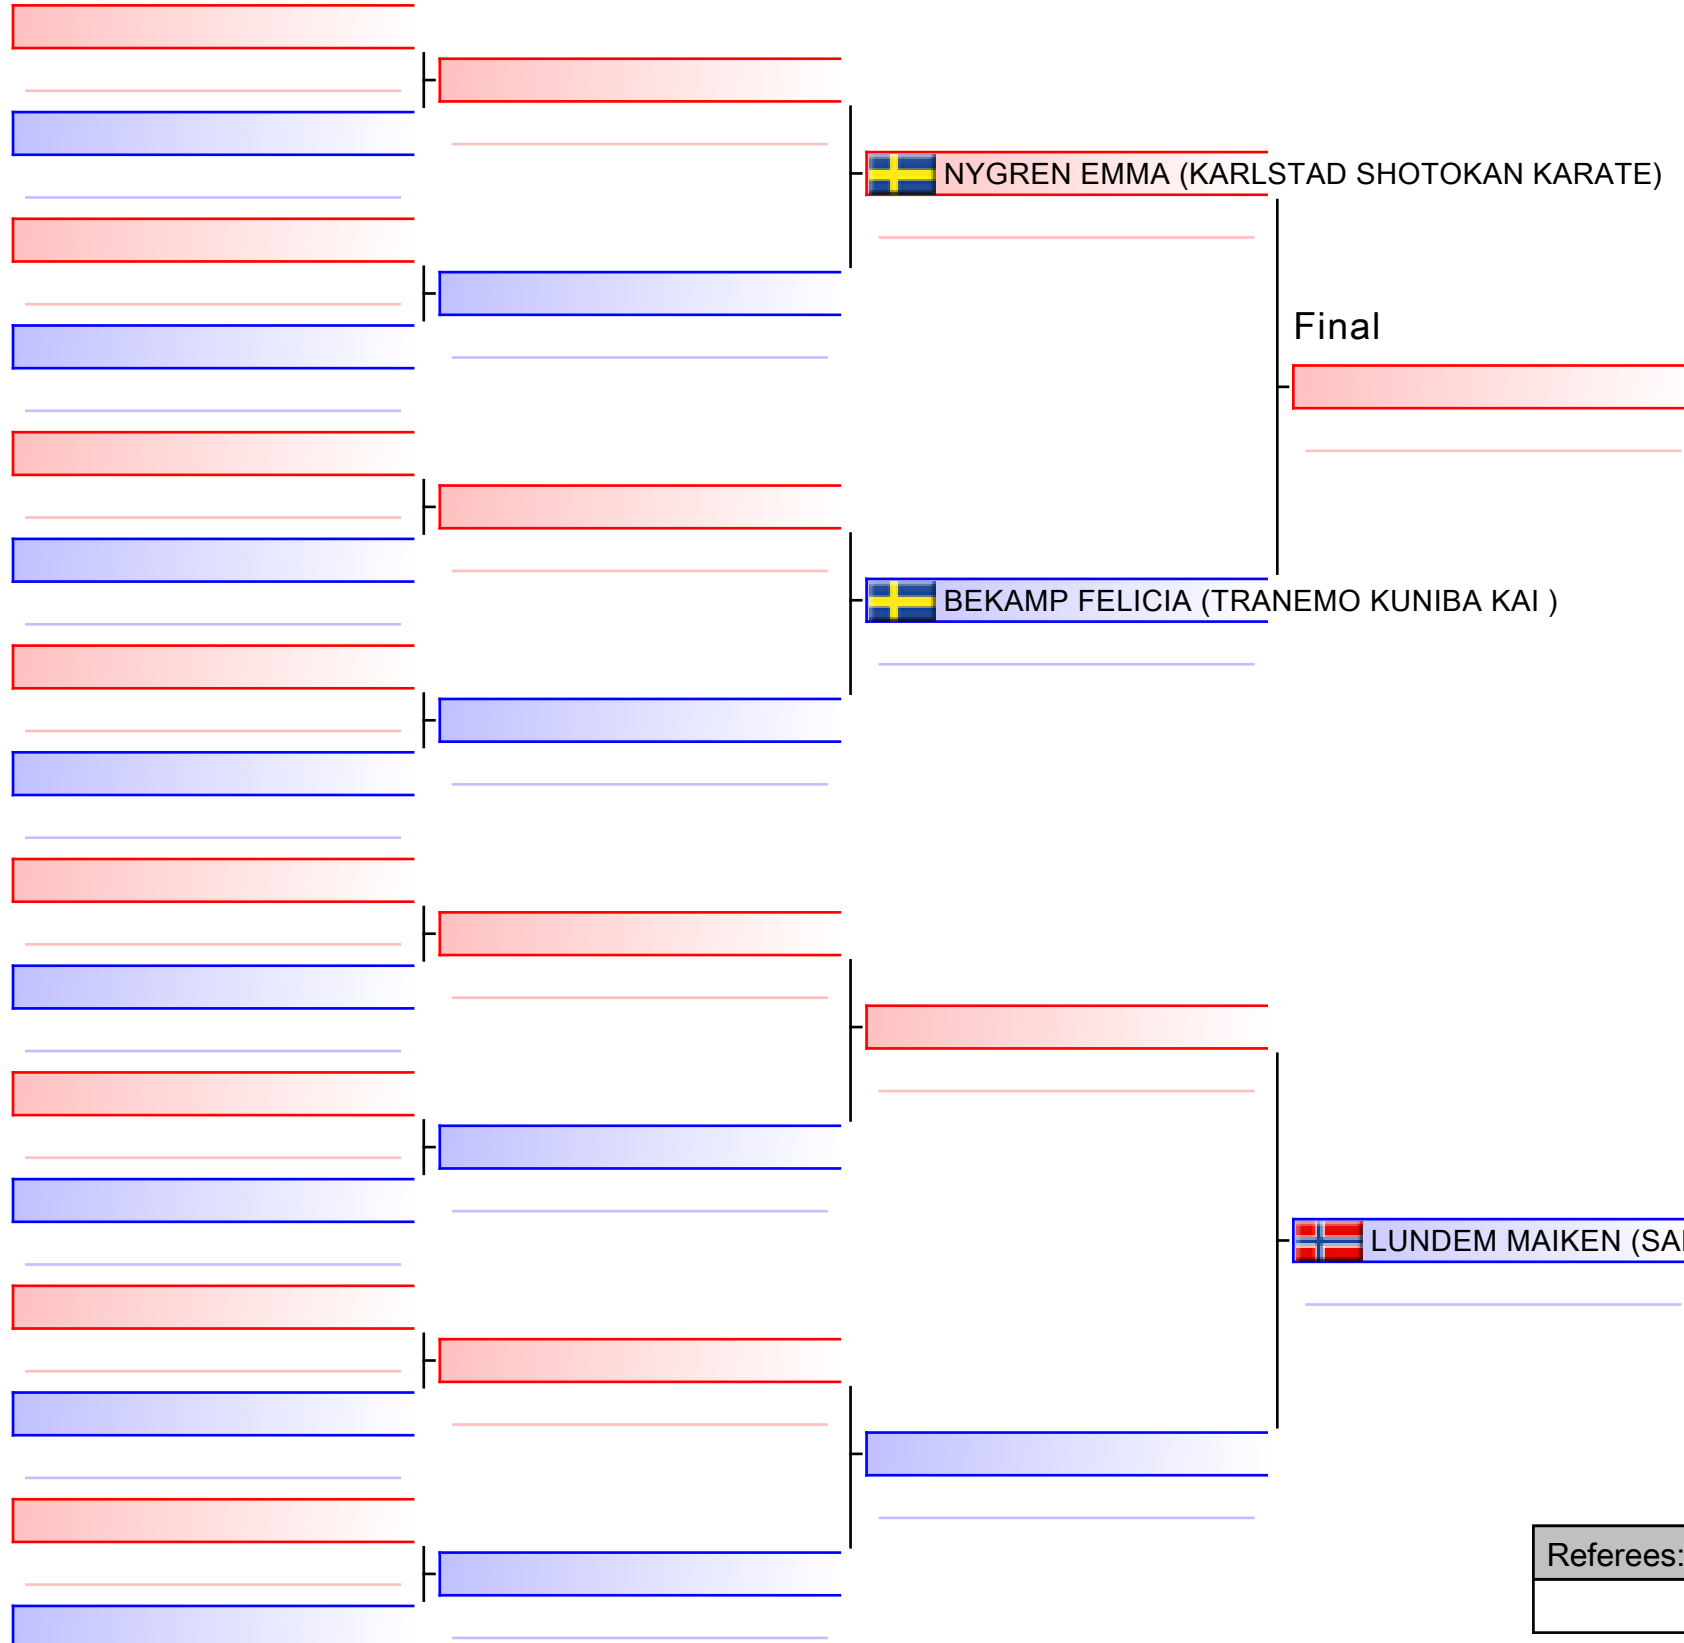 NYGREN EMMA (KARLSTAD SHOTOKAN KARATE)
Final
BEKAMP FELICIA (TRANEMO KUNIBA KAI )
LUNDEM MAIKEN
Referees: